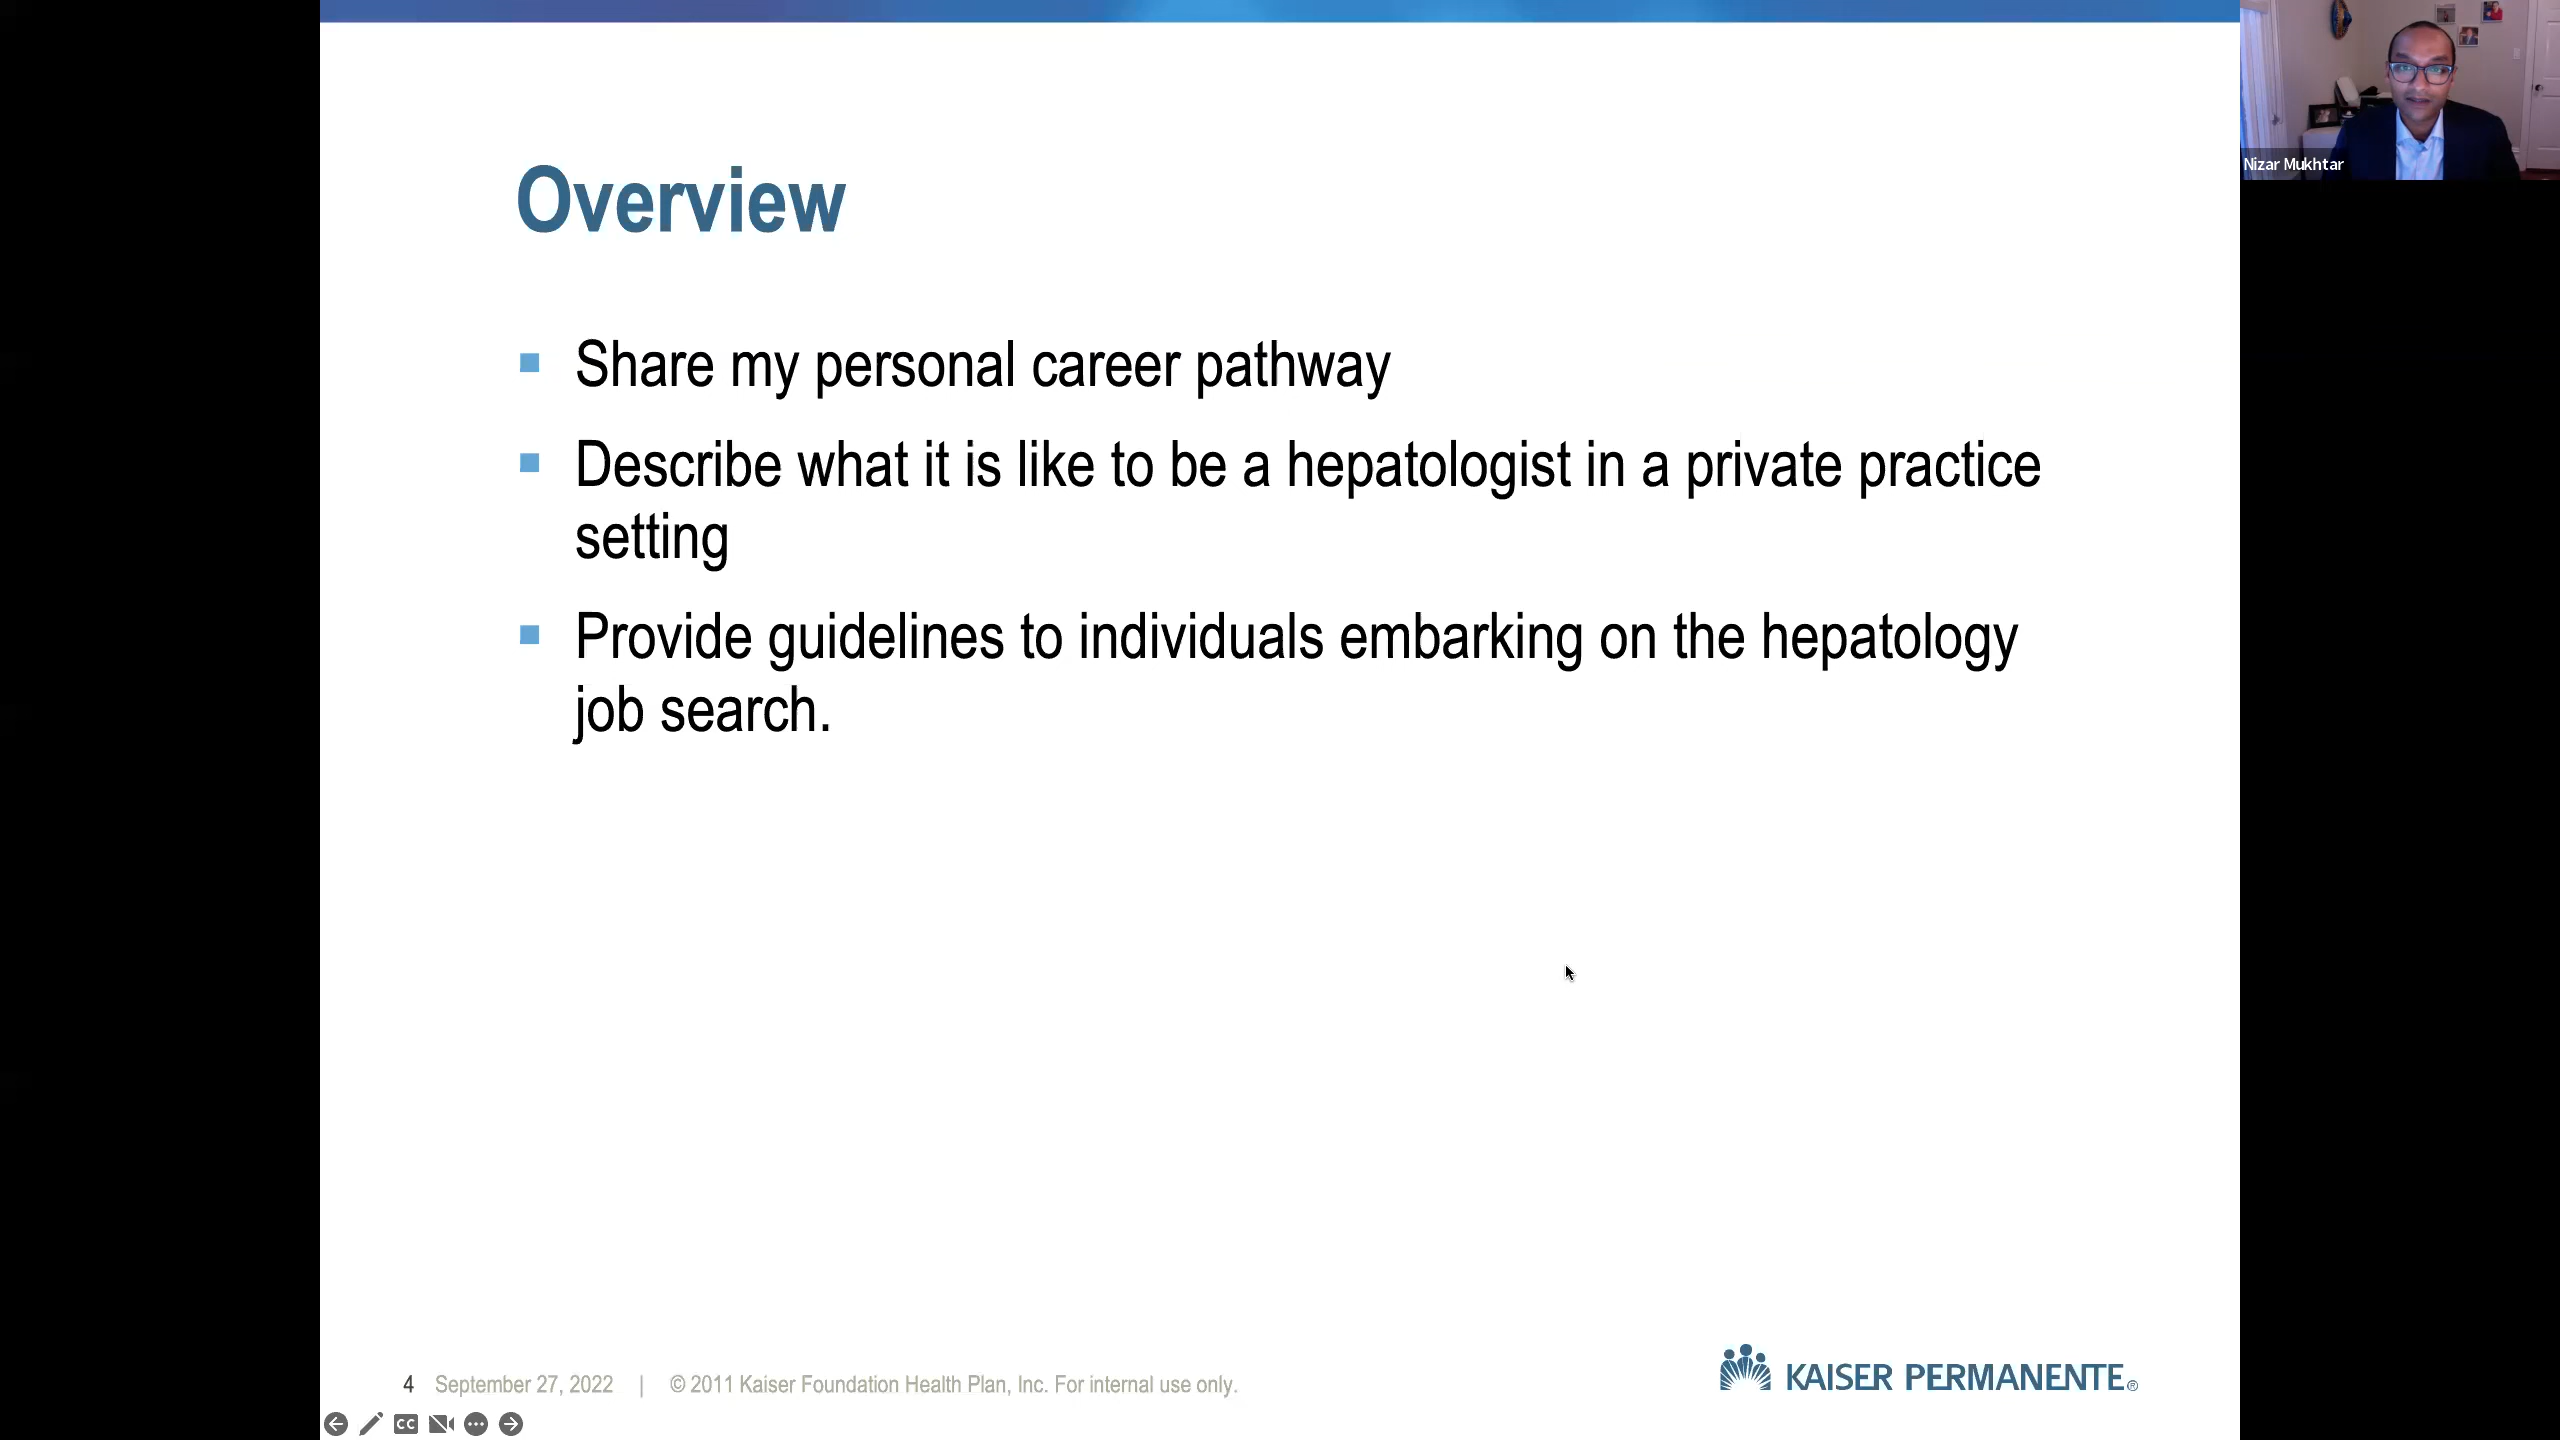 Overview
Share my personal career pathway
Describe what it is like to be a hepatologist in a private practice
setting
Provide guidelines to individuals embarking on the hepatology
job search.
Nizar Mukhtar
4 September 27, 2022 | © 2011 Kaiser Foundation Health Plan, Inc. For internal use only.
KAISER PERMANENTE®
CC